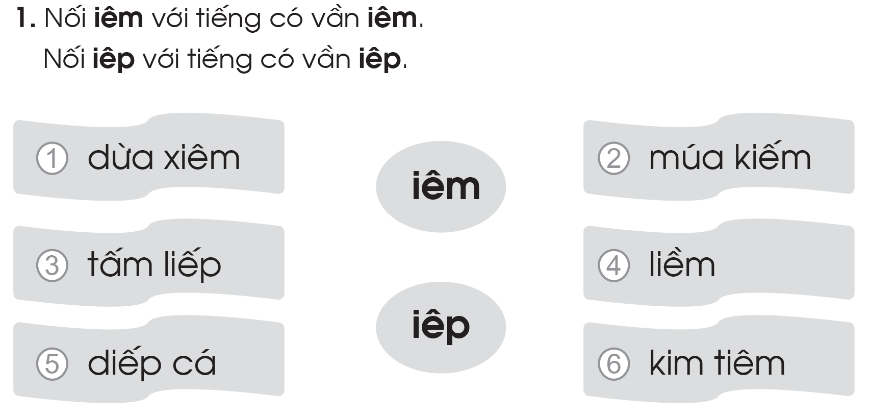 1. Nối iêm với tiếng có vần iêm.
Nối iêp với tiếng có vần iêp.
1 dừa xiêm
iêm
2 múa kiếm
3 tấm liếp
4 liềm
iêp
5 diếp cá
6 kim tiêm